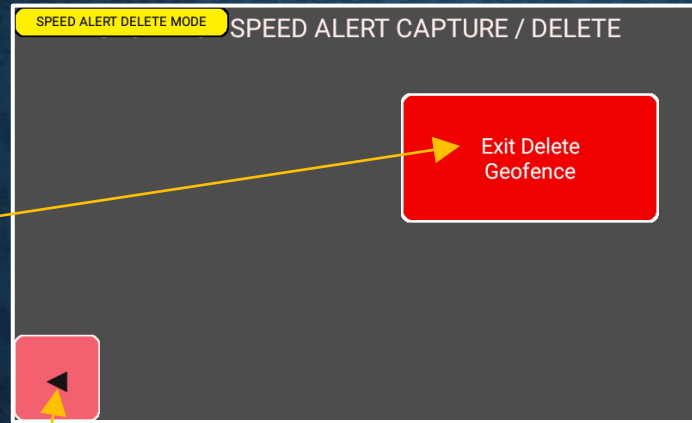 SPEED ALERT DELETE MODE
SPEED ALERT CAPTURE / DELETE
Exit Delete
Geofence